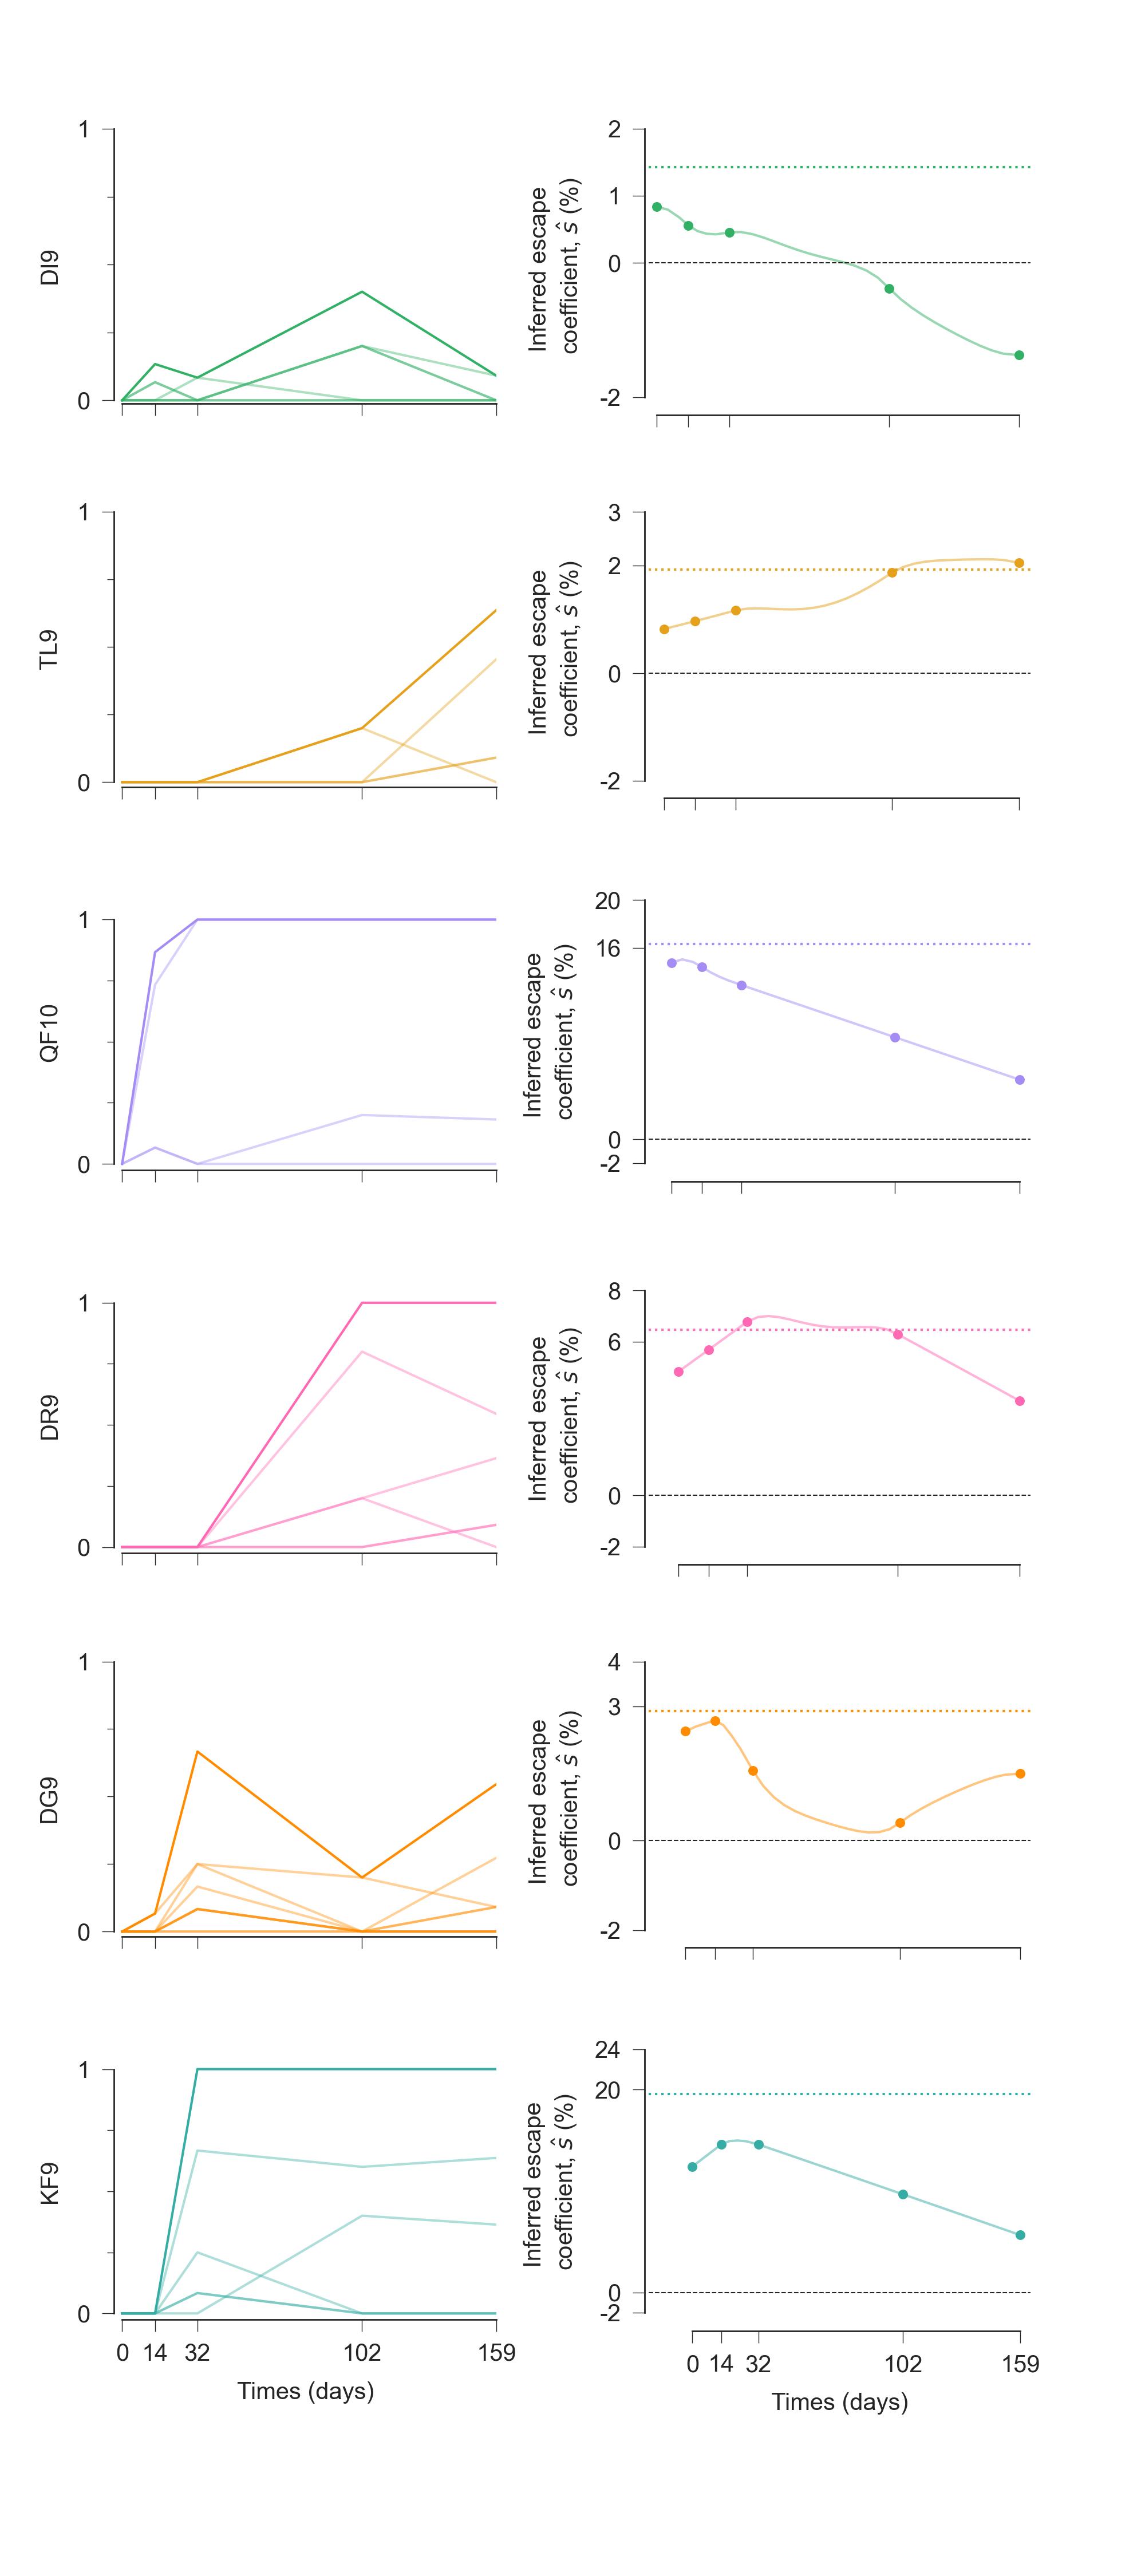 DI9
1
0
Inferred escape
coefficient, ŝ (%)
2
1
0
-2
TL9
1
0
Inferred escape
coefficient, ŝ (%)
3
2
0
-2
QF10
1
0
Inferred escape
coefficient, ŝ (%)
20
16
0
-2
DR9
1
0
Inferred escape
coefficient, ŝ (%)
8
6
0
-2
DG9
1
0
Inferred escape
coefficient, ŝ (%)
4
3
0
-2
KF9
1
0
0 14 32 102 159
Times (days)
Inferred escape
coefficient, ŝ (%)
24
20
0
-2
0 14 32 102 159
Times (days)